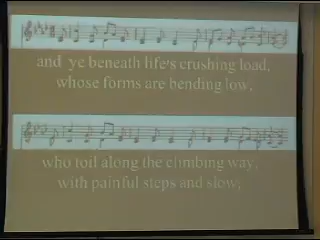 and ye beneath life's crushing load,
whose forms are bending low,
who toil along the climbing way,
with painful steps and slow;